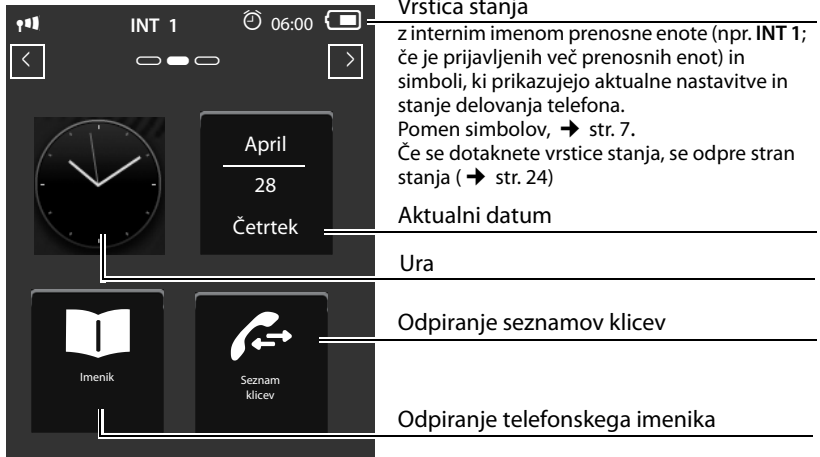 INT 1
06:00
April
28
Četrtek
Imenik
Seznam
klicev
Vrstica stanja
z internim imenom prenosne enote (npr. INT 1;
če je prijavljenih več prenosnih enot) in
simboli, ki prikazujejo aktualne nastavitve in
stanje delovanja telefona.
Pomen simbolov, ➔ str. 7.
Če se dotaknete vrstice stanja, se odpre stran
stanja ( ➔ str. 24)
Aktualni datum
Ura
Odpiranje seznamov klicev
Odpiranje telefonskega imenika